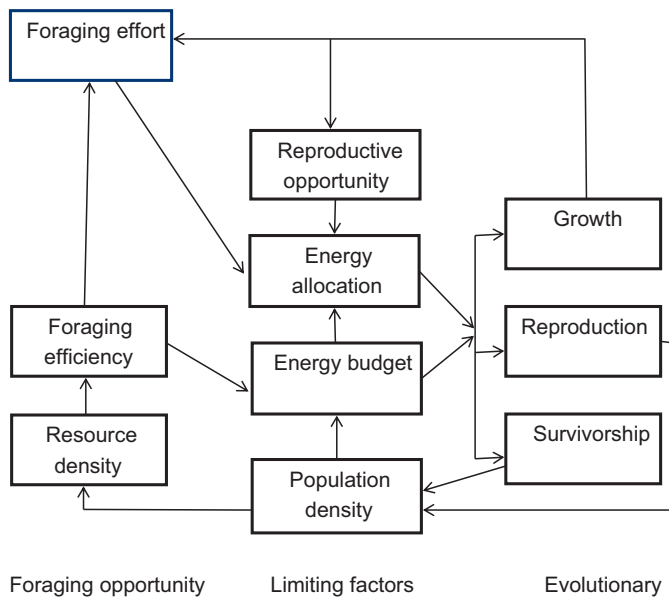 Foraging effort
Reproductive
opportunity
Growth
Energy
allocation
Foraging
efficiency
Energy budget
Reproduction
Resource
density
Population
density
Survivorship
Foraging opportunity
Limiting factors
Evolutionary